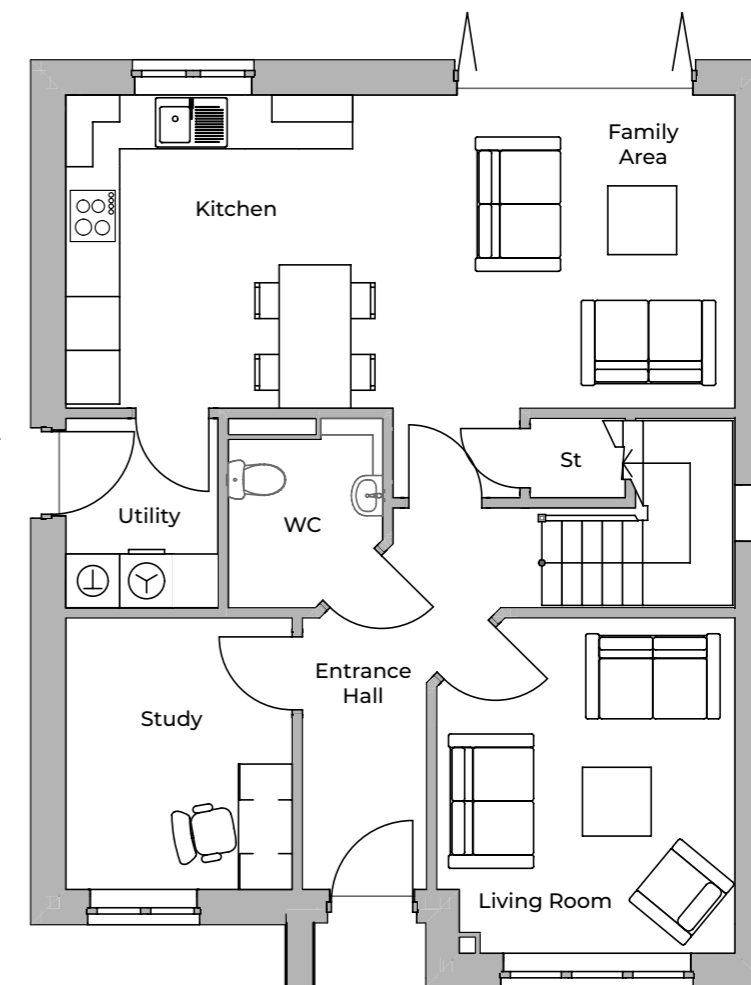 Family
Area
Kitchen
St
Utility
WC
Entrance
Hall
Study
Living Room